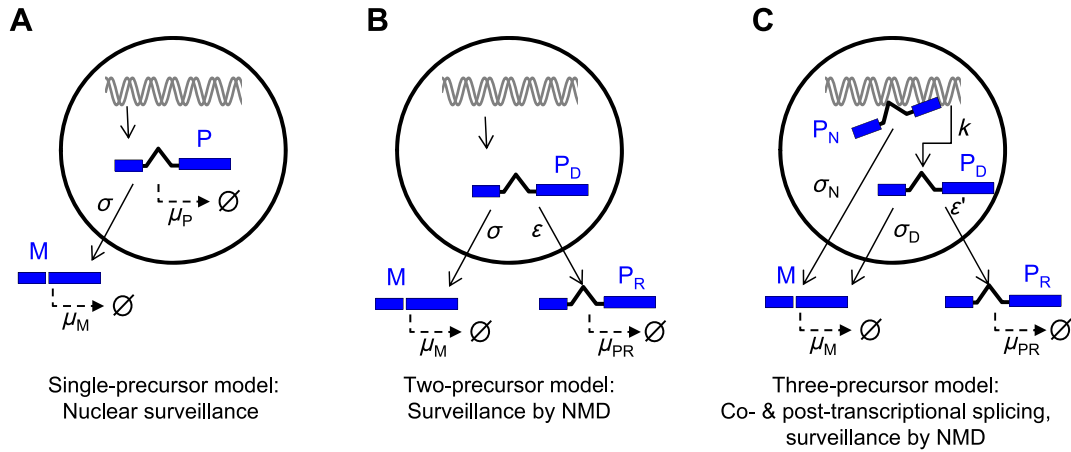 A
P
σ
μP
∅
M
μM
∅
Single-precursor model:
Nuclear surveillance
B
PD
σ
ε
M
PR
μM
∅
μPR
∅
Two-precursor model:
Surveillance by NMD
C
PN
k
PD
σN
σD
ε'
M
PR
μM
∅
μPR
∅
Three-precursor model:
Co- & post-transcriptional splicing,
surveillance by NMD